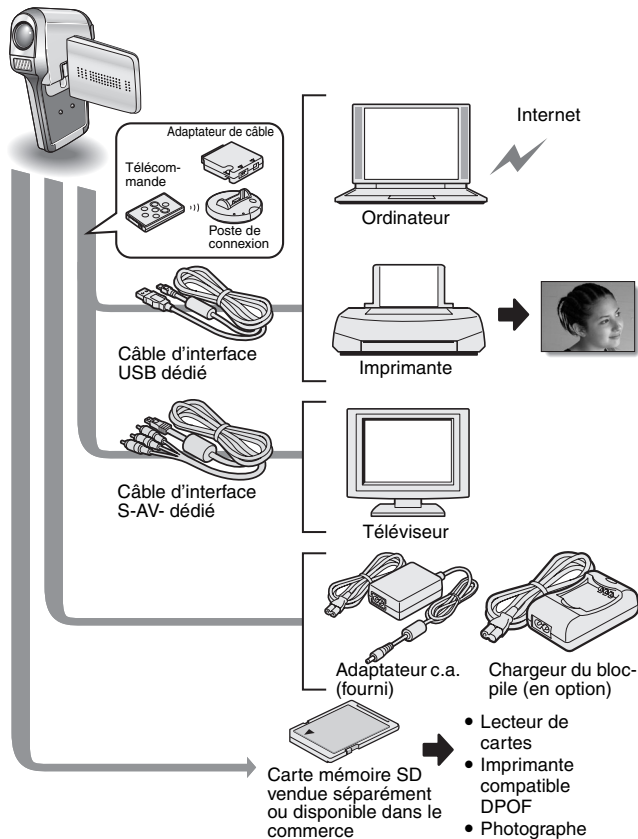 Internet
Adaptateur de câble
Télécom-
mande
Poste de
connexion
Ordinateur
Câble d'interface
USB dédié
Imprimante
Câble d'interface
S-AV- dédié
Téléviseur
Adaptateur c.a.
(fourni)
Chargeur du bloc-
pile (en option)
Carte mémoire SD
vendue séparément
ou disponible dans le
commerce
• Lecteur de
cartes
• Imprimante
compatible
DPOF
• Photographe